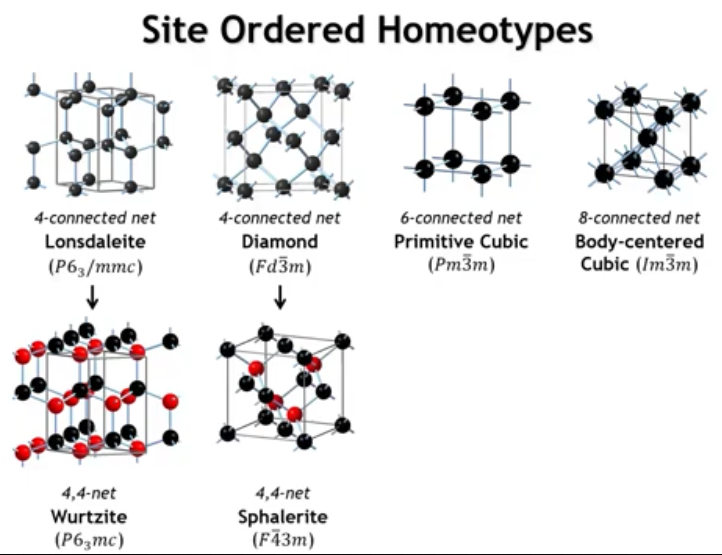 Site Ordered Homeotypes
4-connected net
Lonsdaleite
(P6₃/mmc)
4-connected net
Diamond
(Fd3̅m)
6-connected net
Primitive Cubic
(Pm3̅m)
8-connected net
Body-centered
Cubic (Im3̅m)
4,4-net
Wurtzite
(P6₃mc)
4,4-net
Sphalerite
(F4̅3m)